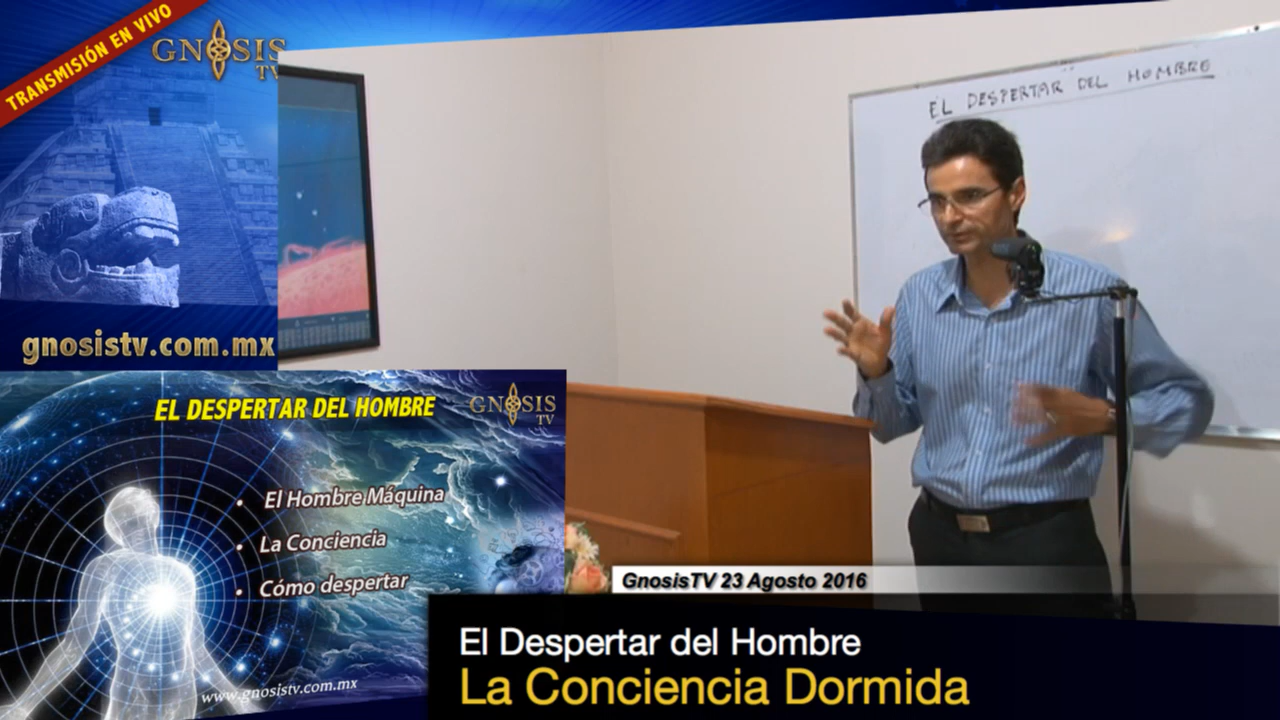 TRANSMISIÓN EN VIVO
GNOSIS
TV
gnosistv.com.mx
EL DESPERTAR DEL HOMBRE
EL DESPERTAR DEL HOMBRE
GNOSIS
TV
• El Hombre Máquina
• La Conciencia
• Cómo despertar
www.gnosistv.com.mx
GnosisTV 23 Agosto 2016
El Despertar del Hombre
La Conciencia Dormida